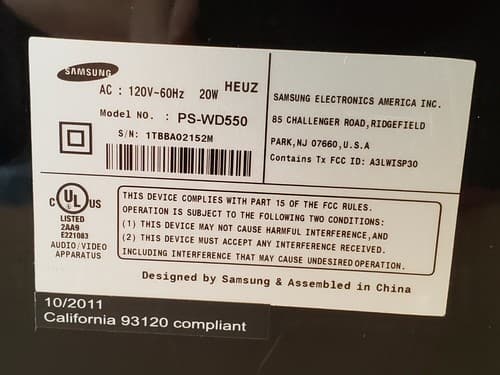 SAMSUNG
AC : 120V~60Hz 20W HEUZ
Model NO. : PS-WD550
S/N: 1TBBA02152M
SAMSUNG ELECTRONICS AMERICA INC.
85 CHALLENGER ROAD,RIDGEFIELD
PARK,NJ 07660,U.S.A
Contains Tx FCC ID: A3LWISP30
C UL US
LISTED
2AA9
E221083
AUDIO/VIDEO
APPARATUS
THIS DEVICE COMPLIES WITH PART 15 OF THE FCC RULES.
OPERATION IS SUBJECT TO THE FOLLOWING TWO CONDITIONS:
(1) THIS DEVICE MAY NOT CAUSE HARMFUL INTERFERENCE,AND
(2) THIS DEVICE MUST ACCEPT ANY INTERFERENCE RECEIVED.
INCLUDING INTERFERENCE THAT MAY CAUSE UNDESIRED OPERATION.
Designed by Samsung & Assembled in China
10/2011
California 93120 compliant